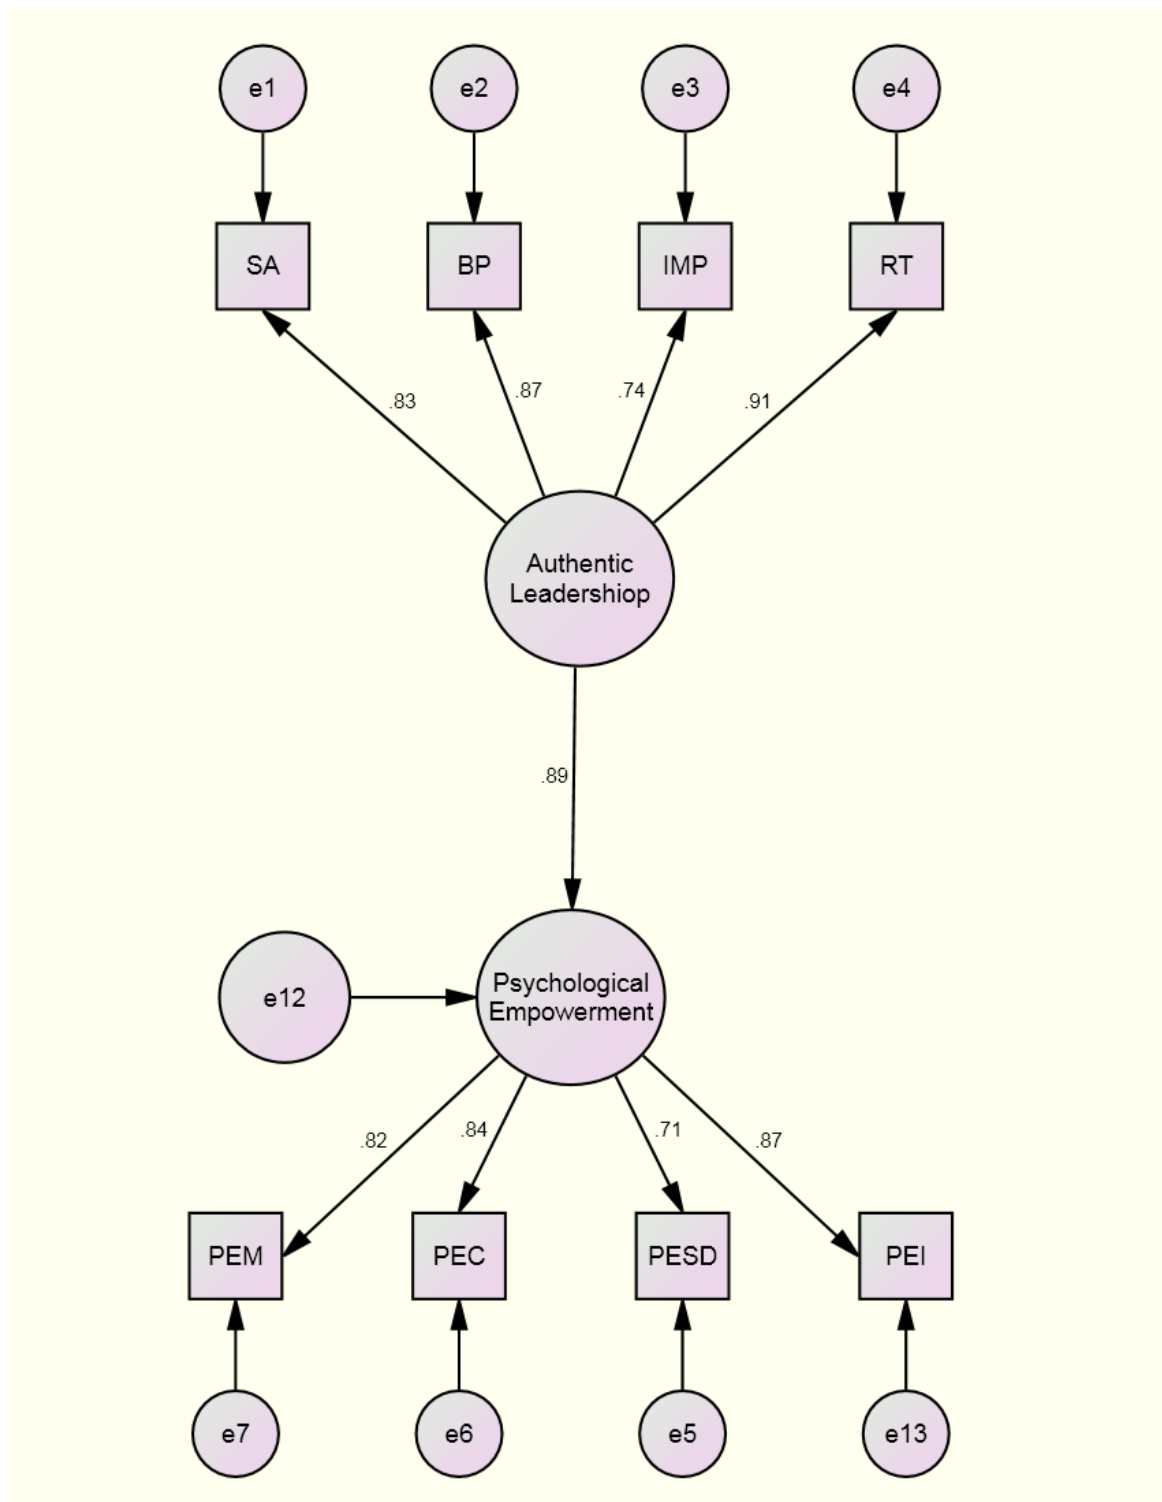 e1 e2 e3 e4
SA BP IMP RT
.83 .87 .74 .91
Authentic
Leadershiop
.89
Psychological
Empowerment
e12
.82 .84 .71 .87
PEM PEC PESD PEI
e7 e6 e5 e13